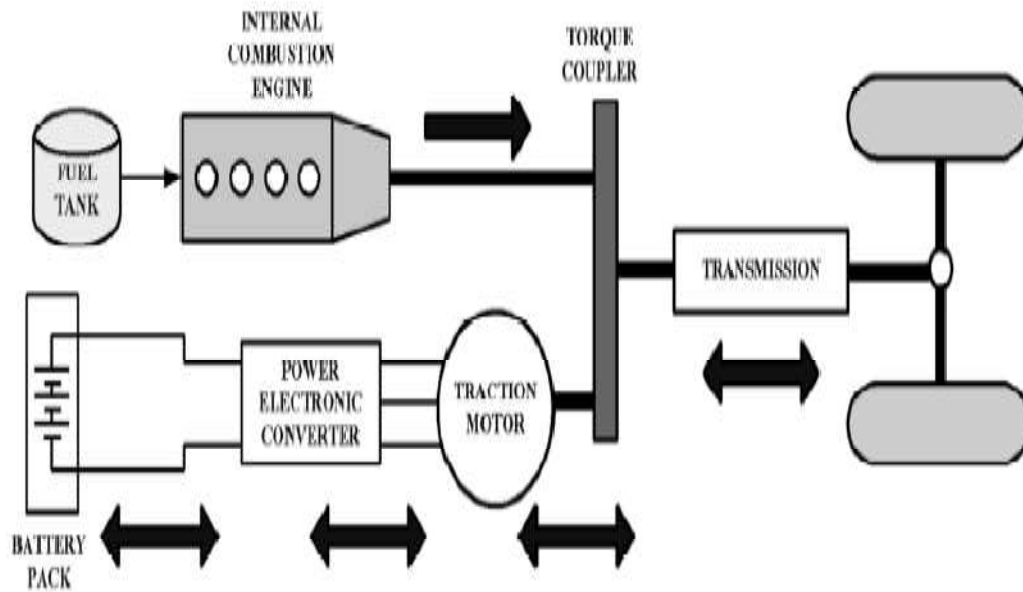 INTERNAL
COMBUSTION
ENGINE
TORQUE
COUPLER
FUEL
TANK
TRANSMISSION
POWER
ELECTRONIC
CONVERTER
TRACTION
MOTOR
BATTERY
PACK